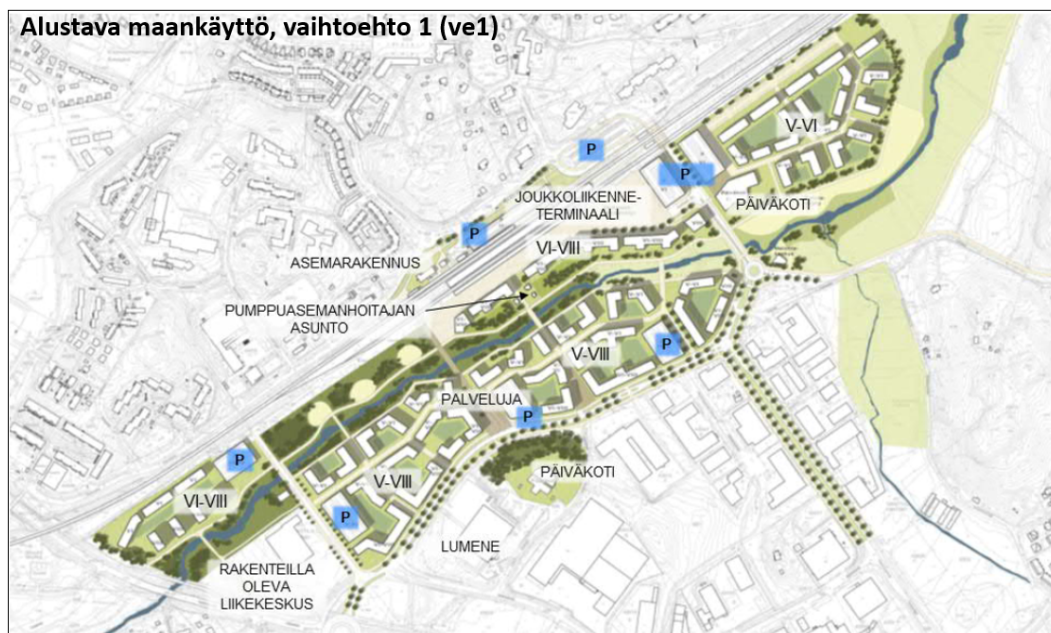 Alustava maankäyttö, vaihtoehto 1 (ve1)
V-VI
P
P
JOUKKOLIIKENNE-
TERMINAALI
PÄIVÄKOTI
P
VI-VIII
ASEMARAKENNUS
PUMPPUASEMANHOITAJAN
ASUNTO
P
V-VIII
PALVELUJA
P
P
PÄIVÄKOTI
V-VIII
VI-VIII
P
LUMENE
RAKENTEILLA
OLEVA
LIIKEKESKUS